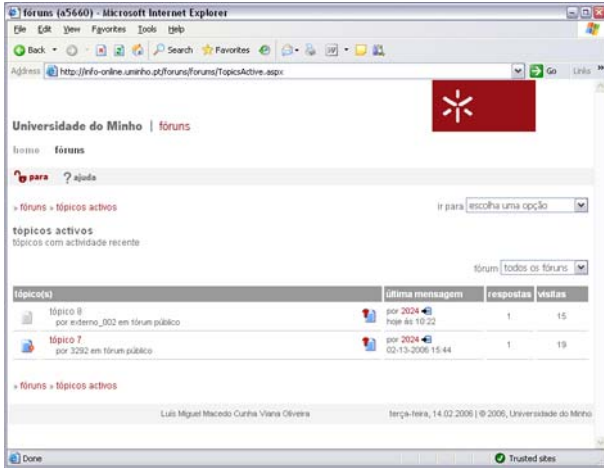 fóruns (a5660) - Microsoft Internet Explorer
File Edit View Favorites Tools Help
Back Search Favorites
Address http://info-online.uminho.pt/foruns/forums/TopicsActive.aspx Go Links »
Universidade do Minho | fóruns
home fóruns
para ? ajuda
» fóruns » tópicos activos ir para escolha uma opção
tópicos activos
tópicos com actividade recente
fórum todos os fóruns
tópico(s) última mensagem respostas visitas
tópico 8 por 2024 1 15
por externo_002 em fórum público hoje às 10:22
tópico 7 por 2024 1 19
por 3292 em fórum público 02-13-2006 15:44
» fóruns » tópicos activos
Luis Miguel Macedo Cunha Viana Oliveira terça-feira, 14.02.2006 | © 2006, Universidade do Minho
Done Trusted sites